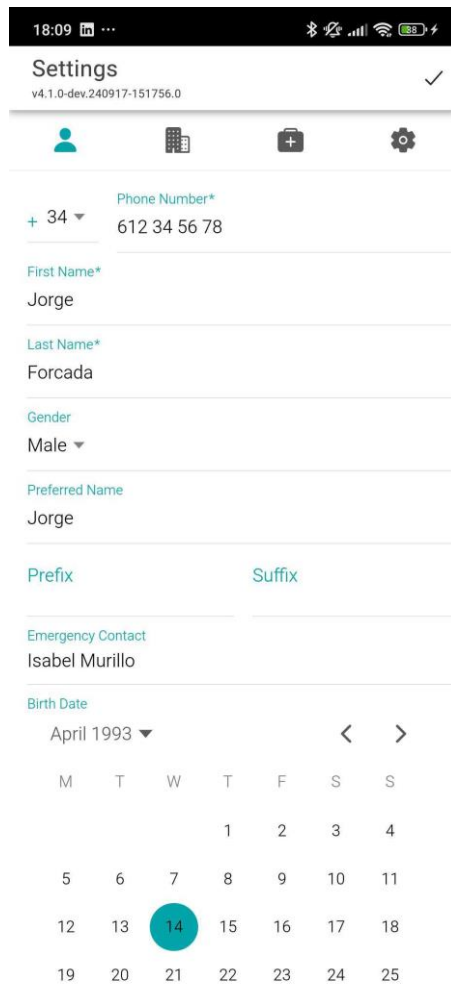 18:09 in ...
88
Settings
v4.1.0-dev.240917-151756.0
Phone Number*
+ 34 612 34 56 78
First Name*
Jorge
Last Name*
Forcada
Gender
Male
Preferred Name
Jorge
Prefix Suffix
Emergency Contact
Isabel Murillo
Birth Date
April 1993
M T W T F S S
1 2 3 4
5 6 7 8 9 10 11
12 13 14 15 16 17 18
19 20 21 22 23 24 25